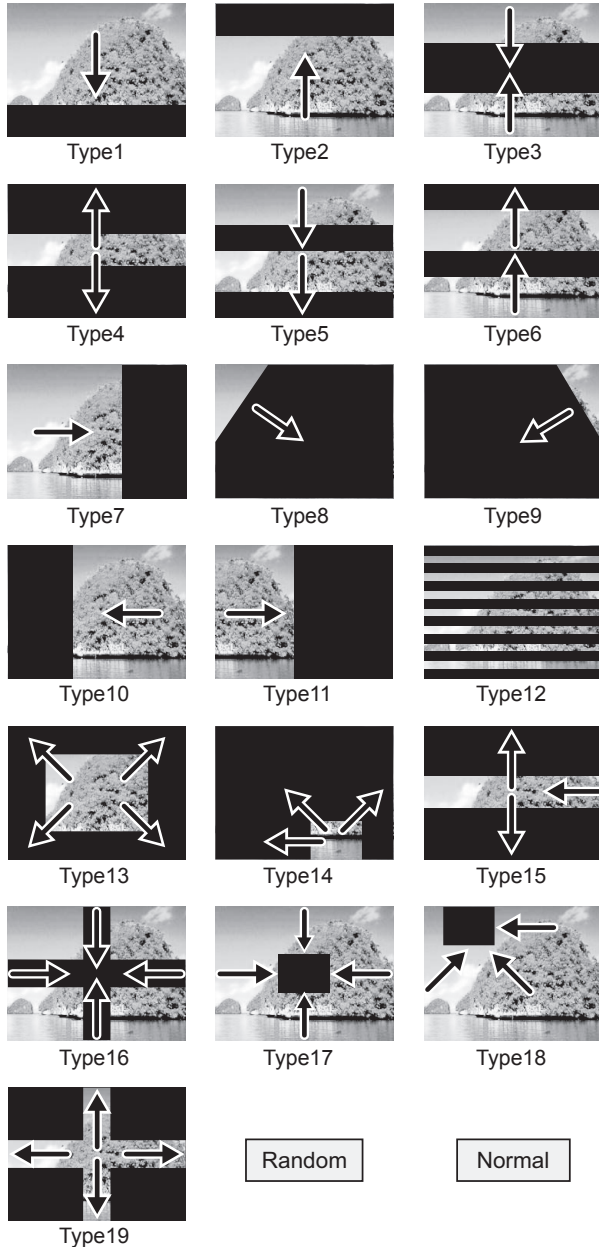 Type1 Type2 Type3
Type4 Type5 Type6
Type7 Type8 Type9
Type10 Type11 Type12
Type13 Type14 Type15
Type16 Type17 Type18
Random Normal
Type19